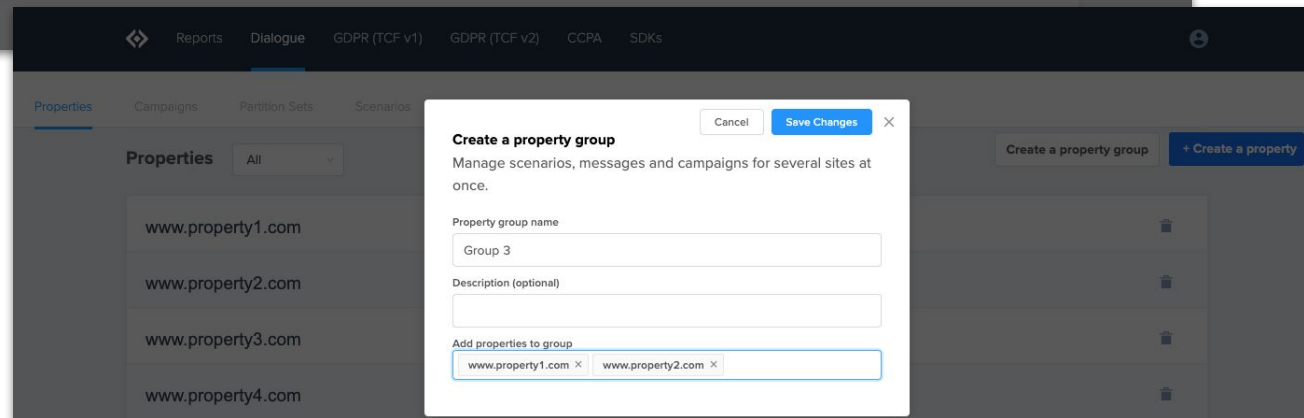 Reports Dialogue GDPR (TCF v1) GDPR (TCF v2) CCPA SDKs
Properties Campaigns Partition Sets Scenarios
Cancel Save Changes
Create a property group
Manage scenarios, messages and campaigns for several sites at
once.
Properties All
Create a property group + Create a property
Property group name
Group 3
Description (optional)
Add properties to group
www.property1.com × www.property2.com ×
www.property1.com
www.property2.com
www.property3.com
www.property4.com